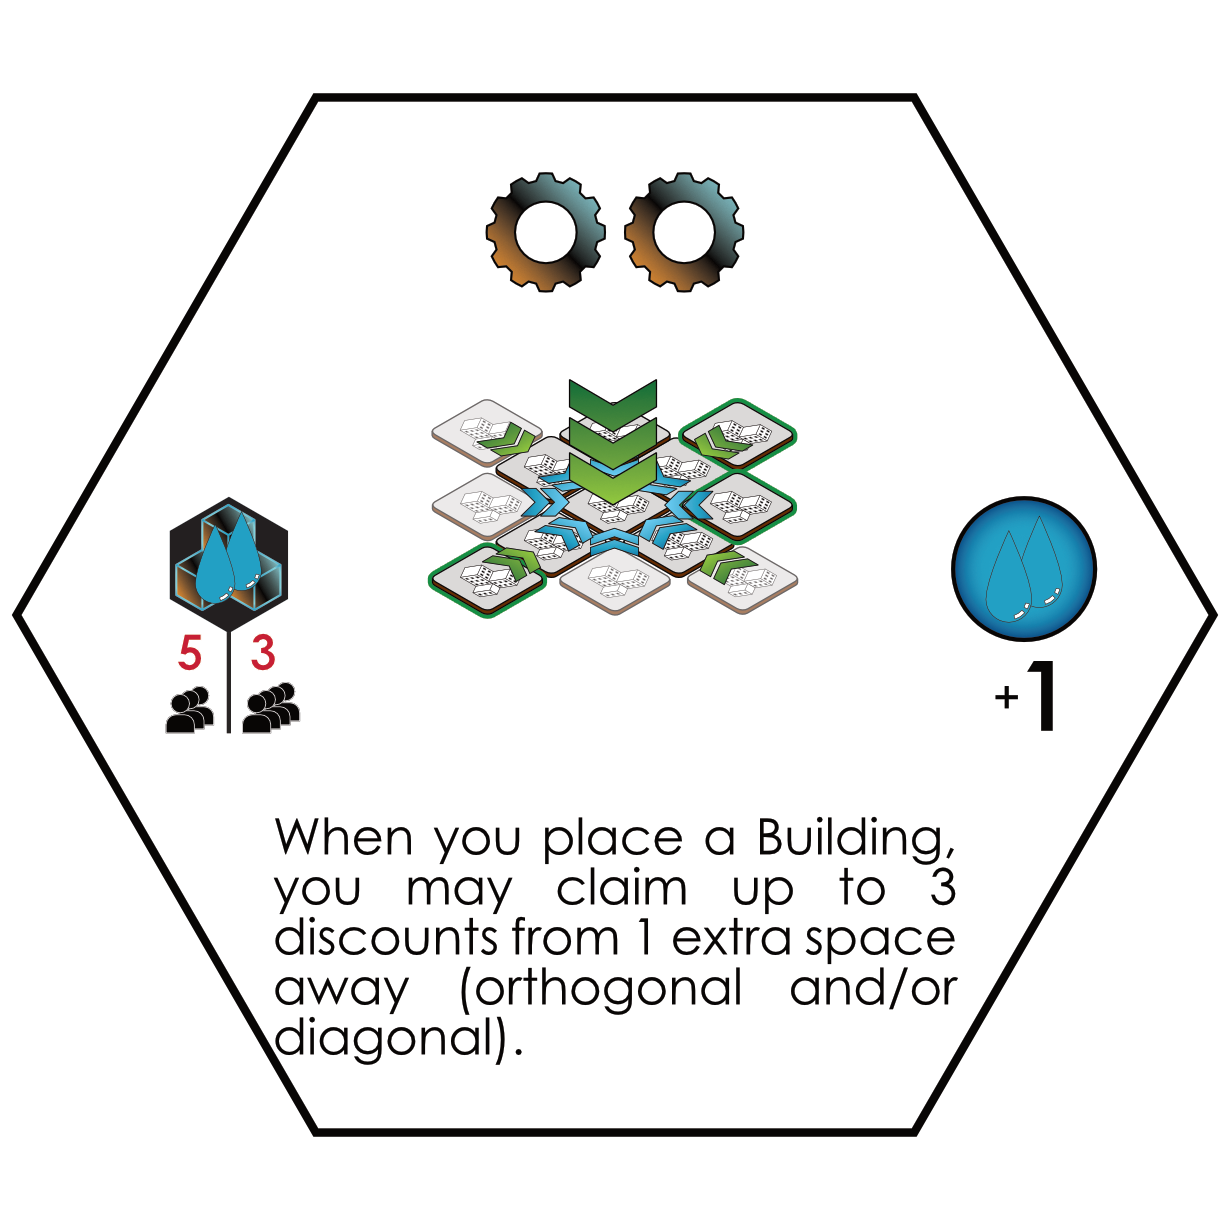 5 3
+1
When you place a Building,
you may claim up to 3
discounts from 1 extra space
away (orthogonal and/or
diagonal).